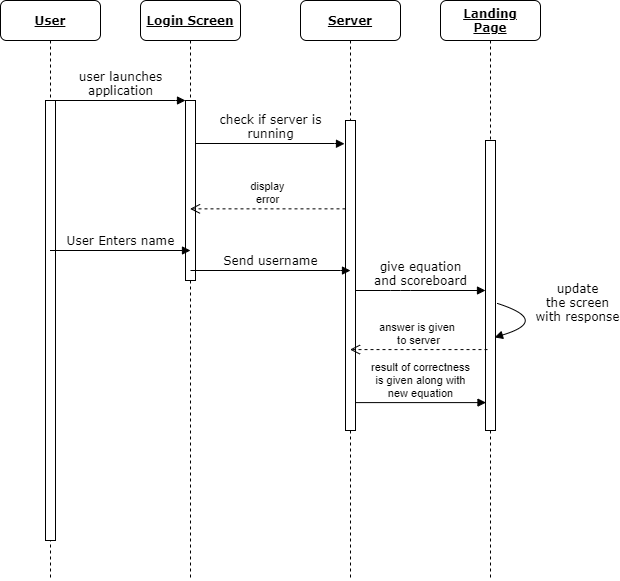 User
Login Screen
Server
Landing
Page
user launches
application
check if server is
running
display
error
User Enters name
Send username
give equation
and scoreboard
update
the screen
with response
answer is given
to server
result of correctness
is given along with
new equation